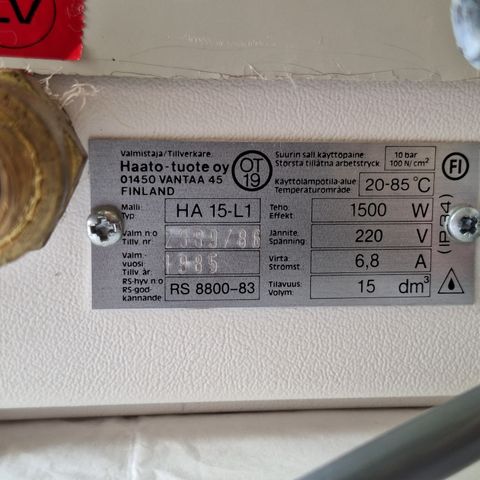 LV
Valmistaja/Tillverkare.
Haato-tuote oy
01450 VANTAA 45
FINLAND
OT
19
Suurin sall käyttöpaine.
Största tillåtna arbetstryck
10 bar
100 N/cm²
FI
Käyttölämpötila-alue
Temperaturområde
20-85 °C
Malli:
Typ.
HA 15-L1
Teho:
Effekt
1500 W
Valm n:o
Tillv. nr:
Jännite.
Spänning.
220 V
(IP 34)
Valm.-
vuosi:
Tillv. år.
1985
Virta:
Strömst.
6,8 A
RS-hyv n:o
RS-god-
kännande
RS 8800-83
Tilavuus:
Volym.
15 dm³